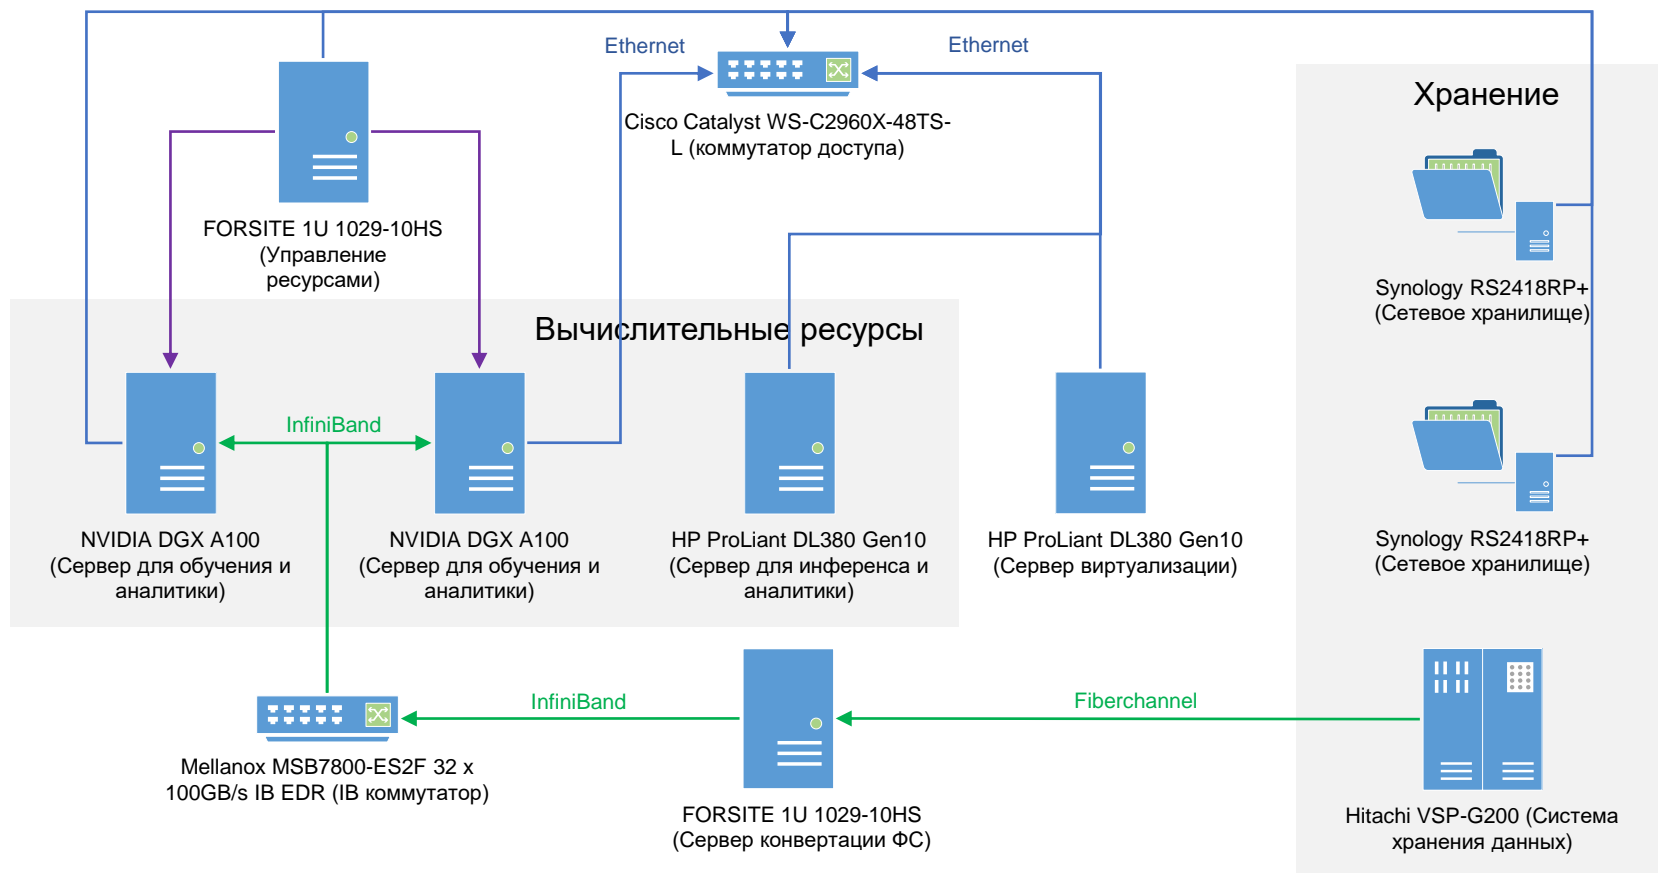 Ethernet
Ethernet
Хранение
Cisco Catalyst WS-C2960X-48TS-
L (коммутатор доступа)
FORSITE 1U 1029-10HS
(Управление
ресурсами)
Synology RS2418RP+
(Сетевое хранилище)
Вычислительные ресурсы
InfiniBand
NVIDIA DGX A100
(Сервер для обучения и
аналитики)
NVIDIA DGX A100
(Сервер для обучения и
аналитики)
HP ProLiant DL380 Gen10
(Сервер для инференса и
аналитики)
HP ProLiant DL380 Gen10
(Сервер виртуализации)
Synology RS2418RP+
(Сетевое хранилище)
InfiniBand
Fiberchannel
Mellanox MSB7800-ES2F 32 x
100GB/s IB EDR (IB коммутатор)
FORSITE 1U 1029-10HS
(Сервер конвертации ФС)
Hitachi VSP-G200 (Система
хранения данных)